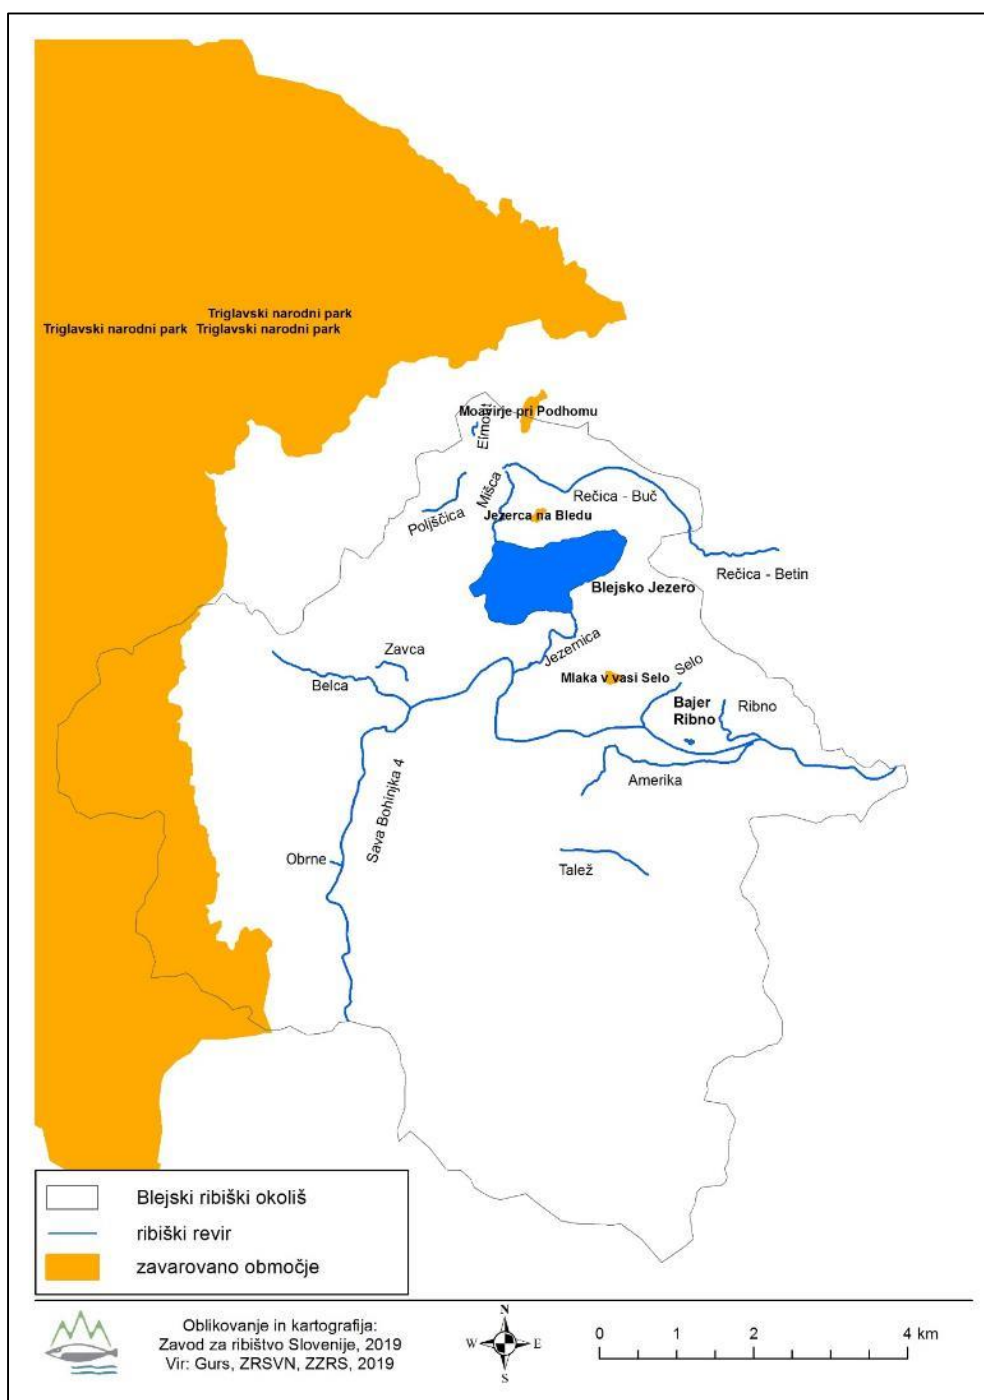 Triglavski narodni park
Triglavski narodni park Triglavski narodni park
Moavirje pri Podhomu
Mišca
Rečica - Buč
Poljščica
Jezerca na Bledu
Rečica - Betin
Blejsko Jezero
Jezernica
Zavca
Selo
Mlaka v vasi Selo
Belca
Bajer
Ribno
Ribno
Sava Bohinjka 4
Amerika
Obrne
Talež
Blejski ribiški okoliš
ribiški revir
zavarovano območje
Oblikovanje in kartografija:
Zavod za ribištvo Slovenije, 2019
Vir: Gurs, ZRSVN, ZZRS, 2019
N
W E
S
0 1 2 4 km